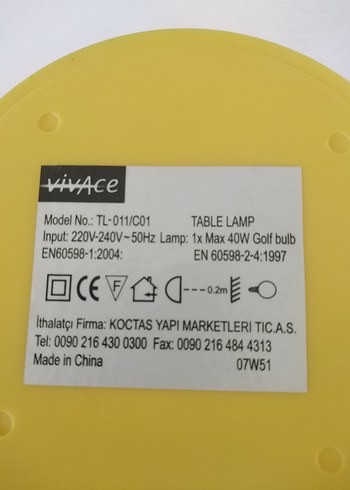 vivAce
Model No.: TL-011/C01 TABLE LAMP
Input: 220V-240V~50Hz Lamp: 1x Max 40W Golf bulb
EN60598-1:2004: EN 60598-2-4:1997
CE F 0.2m
İthalatçı Firma: KOCTAS YAPI MARKETLERI TIC.A.S.
Tel: 0090 216 430 0300 Fax: 0090 216 484 4313
Made in China 07W51